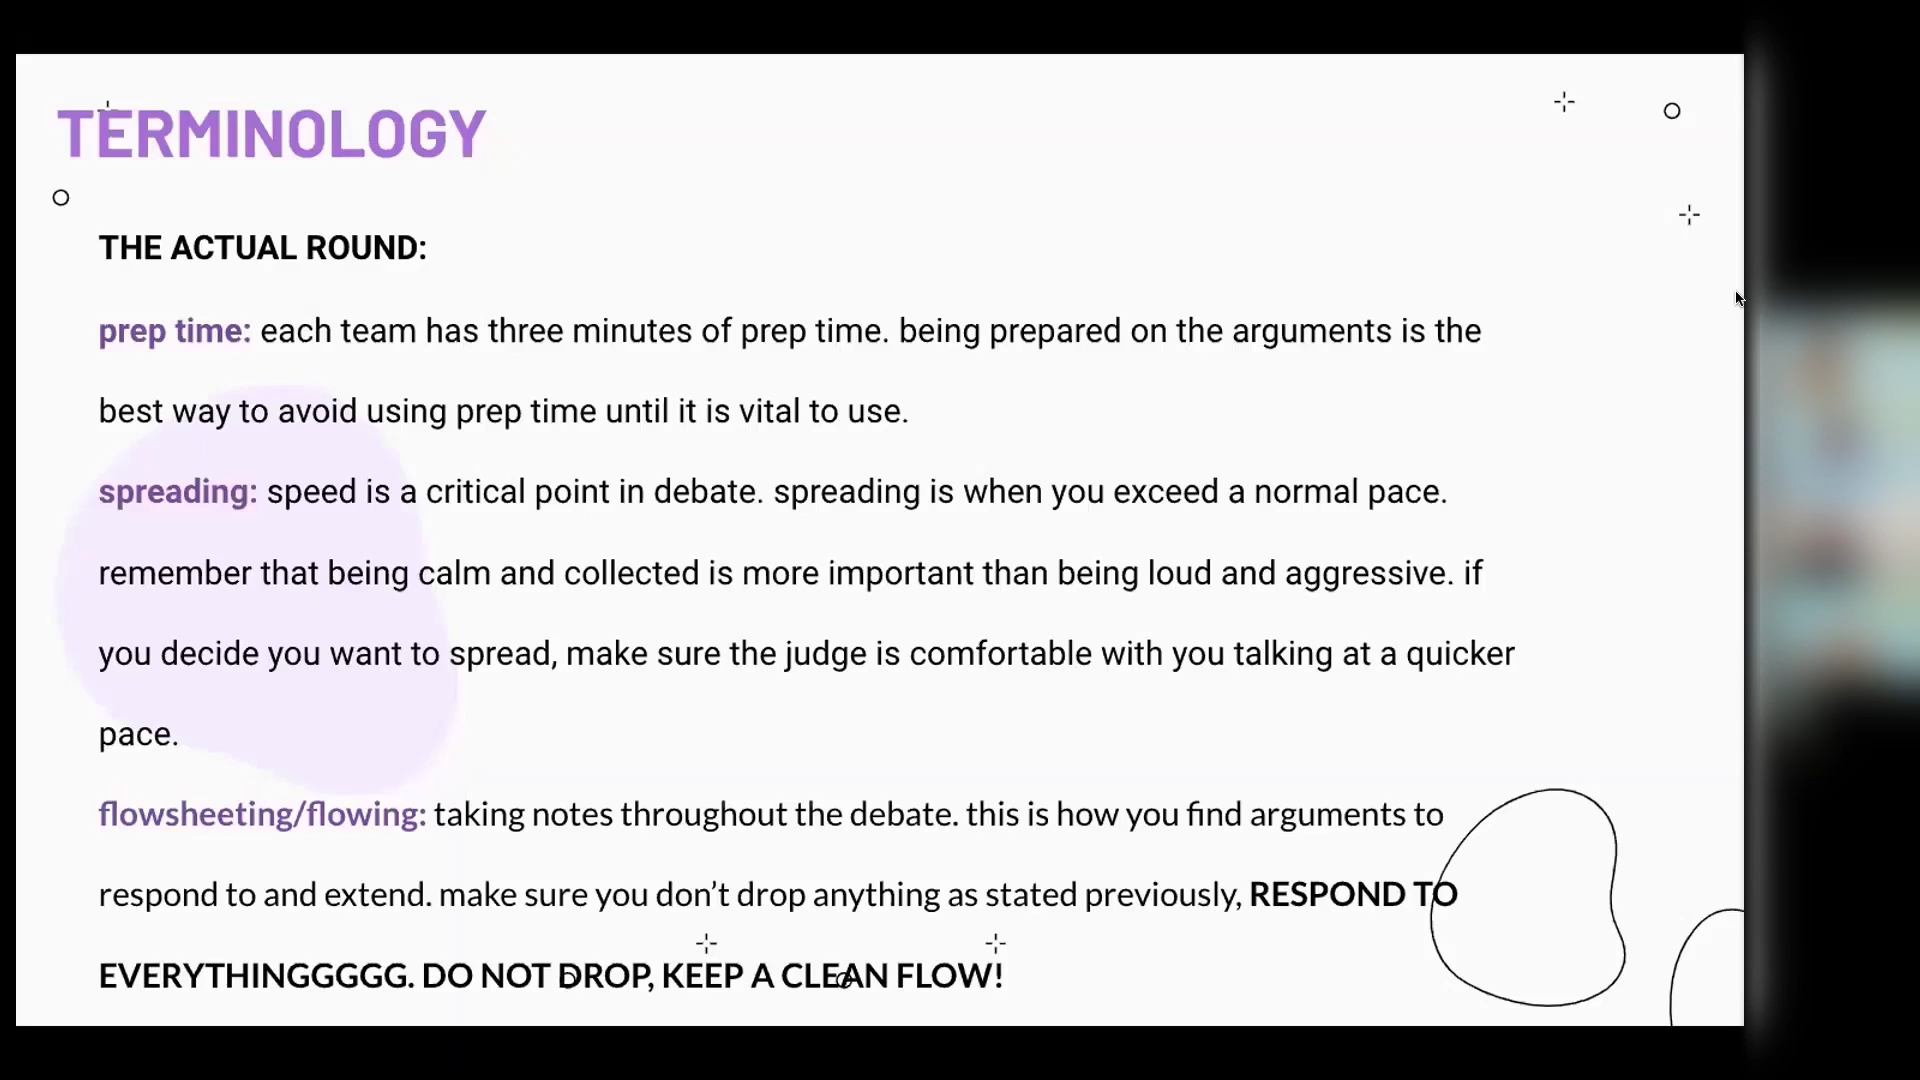 TERMINOLOGY
THE ACTUAL ROUND:
prep time: each team has three minutes of prep time. being prepared on the arguments is the
best way to avoid using prep time until it is vital to use.
spreading: speed is a critical point in debate. spreading is when you exceed a normal pace.
remember that being calm and collected is more important than being loud and aggressive. if
you decide you want to spread, make sure the judge is comfortable with you talking at a quicker
pace.
flowsheeting/flowing: taking notes throughout the debate. this is how you find arguments to
respond to and extend. make sure you don’t drop anything as stated previously, RESPOND TO
EVERYTHINGGGGG. DO NOT DROP, KEEP A CLEAN FLOW!